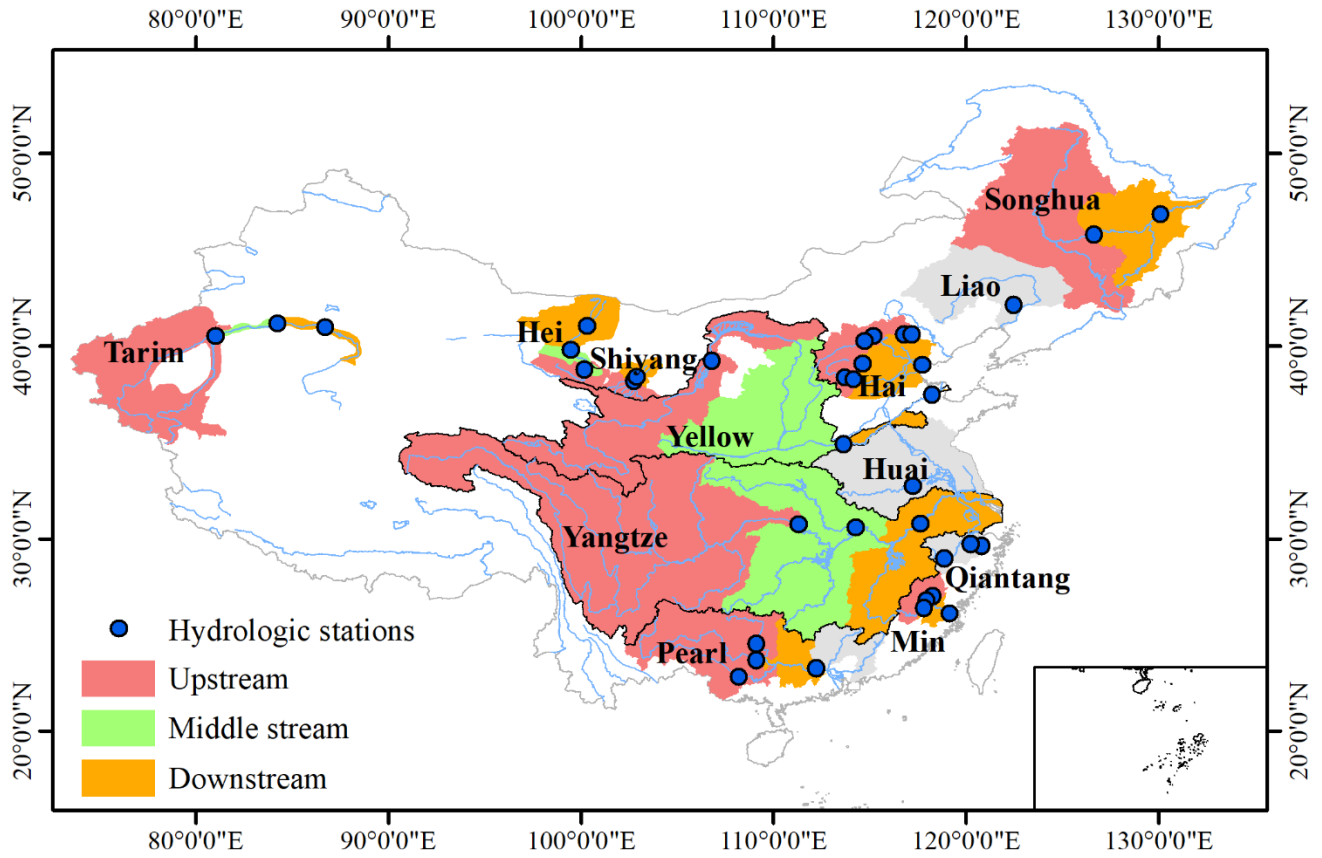 80°0'0"E 90°0'0"E 100°0'0"E 110°0'0"E 120°0'0"E 130°0'0"E
50°0'0"N 50°0'0"N
Songhua
Liao
40°0'0"N 40°0'0"N
Tarim
Hei
Shiyang
Hai
Yellow
Huai
30°0'0"N 30°0'0"N
Yangtze
Qiantang
Min
Pearl
20°0'0"N 20°0'0"N
Hydrologic stations
Upstream
Middle stream
Downstream
80°0'0"E 90°0'0"E 100°0'0"E 110°0'0"E 120°0'0"E 130°0'0"E